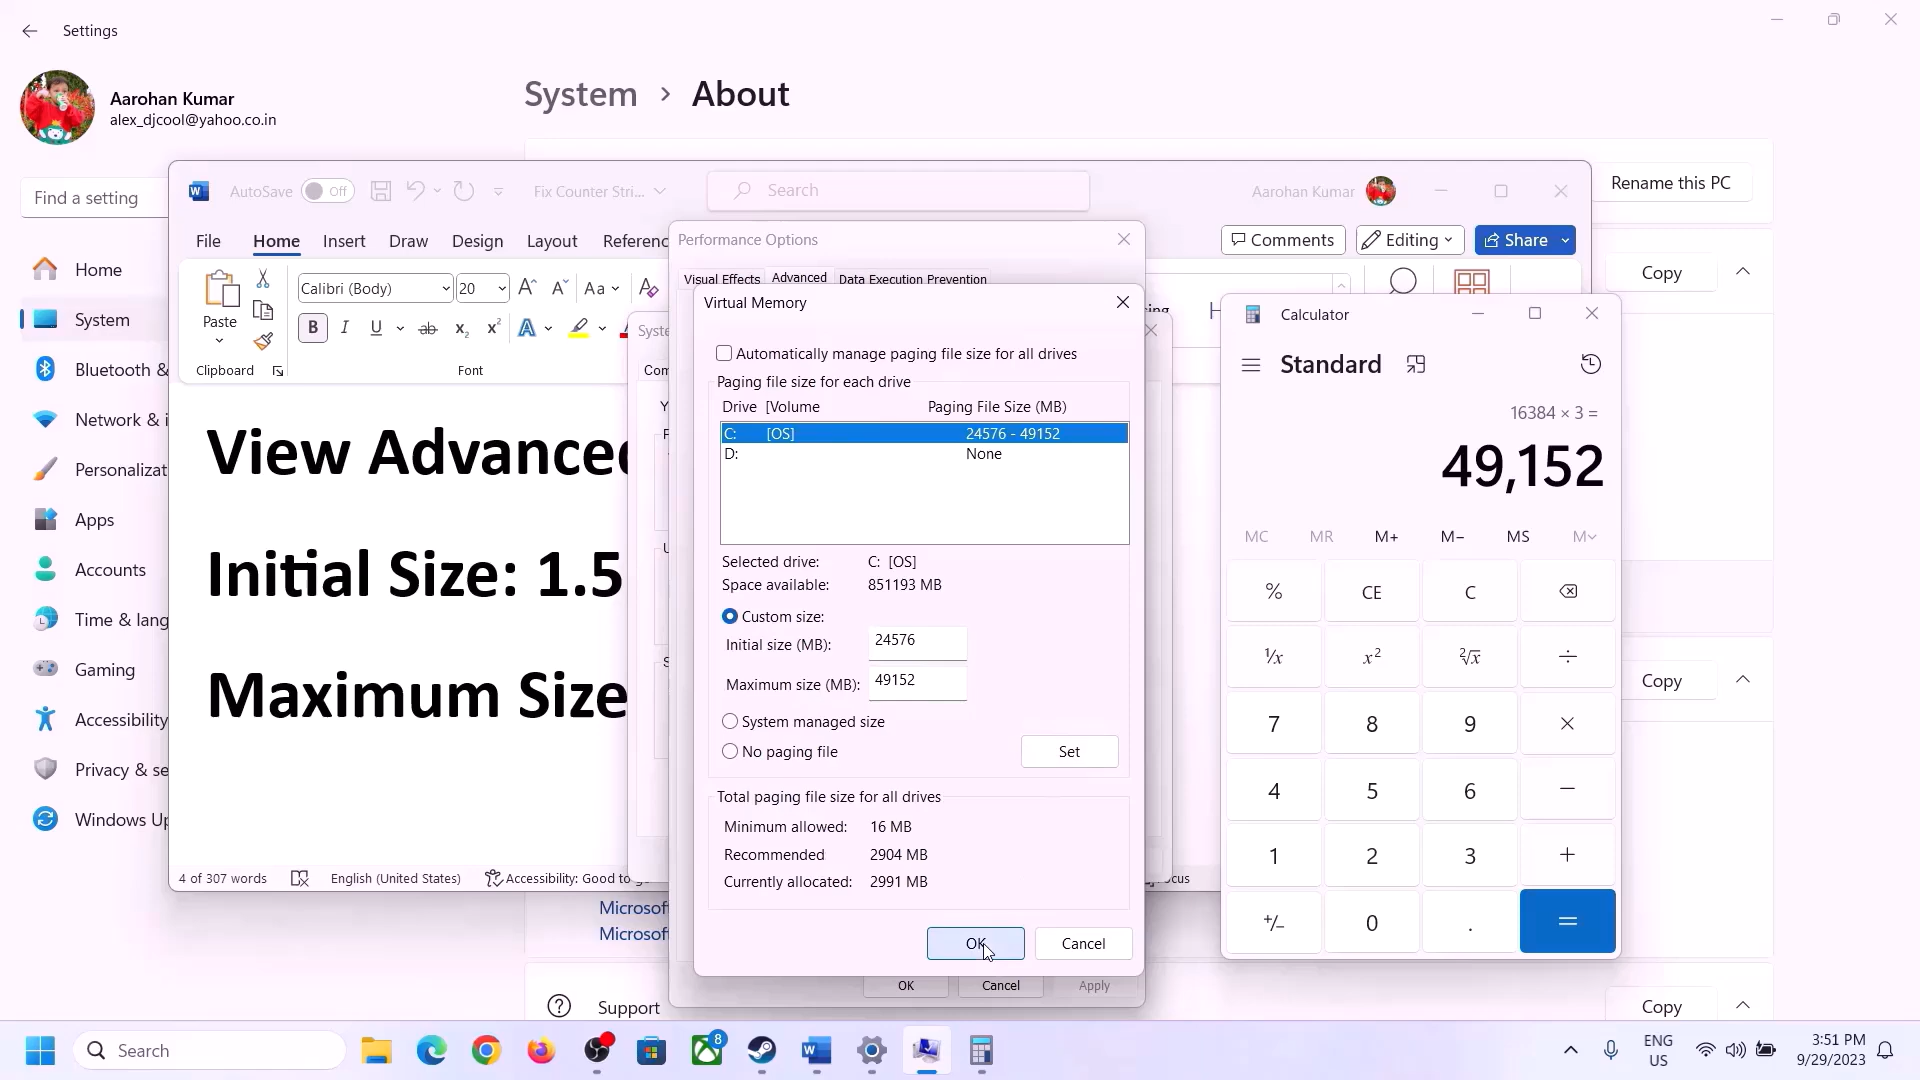 Settings
Aarohan Kumar
alex_djcool@yahoo.co.in
Find a setting
Home
System
Bluetooth &
Network & i
Personalizat
Apps
Accounts
Time & lang
Gaming
Accessibility
Privacy & se
Windows Up
System > About
Rename this PC
Copy
Copy
Microsof
Microsof
Support
Copy
AutoSave Off
Fix Counter Stri...
Search
Aarohan Kumar
File Home Insert Draw Design Layout Referenc
Comments Editing Share
Paste
Calibri (Body) 20
Clipboard
Font
View Advanced
Initial Size: 1.5
Maximum Size
4 of 307 words English (United States) Accessibility: Good to g
Performance Options
Visual Effects Advanced Data Execution Prevention
OK Cancel Apply
Virtual Memory
Automatically manage paging file size for all drives
Paging file size for each drive
Drive [Volume Paging File Size (MB)
C: [OS] 24576 - 49152
D: None
Selected drive: C: [OS]
Space available: 851193 MB
Custom size:
Initial size (MB): 24576
Maximum size (MB): 49152
System managed size
No paging file
Set
Total paging file size for all drives
Minimum allowed: 16 MB
Recommended 2904 MB
Currently allocated: 2991 MB
OK Cancel
Calculator
Standard
16384 × 3 =
49,152
MC MR M+ M− MS M
% CE C
¹/x x² ²√x ÷
7 8 9 ×
4 5 6 −
1 2 3 +
+/− 0 . =
Search
8
ENG
US
3:51 PM
9/29/2023